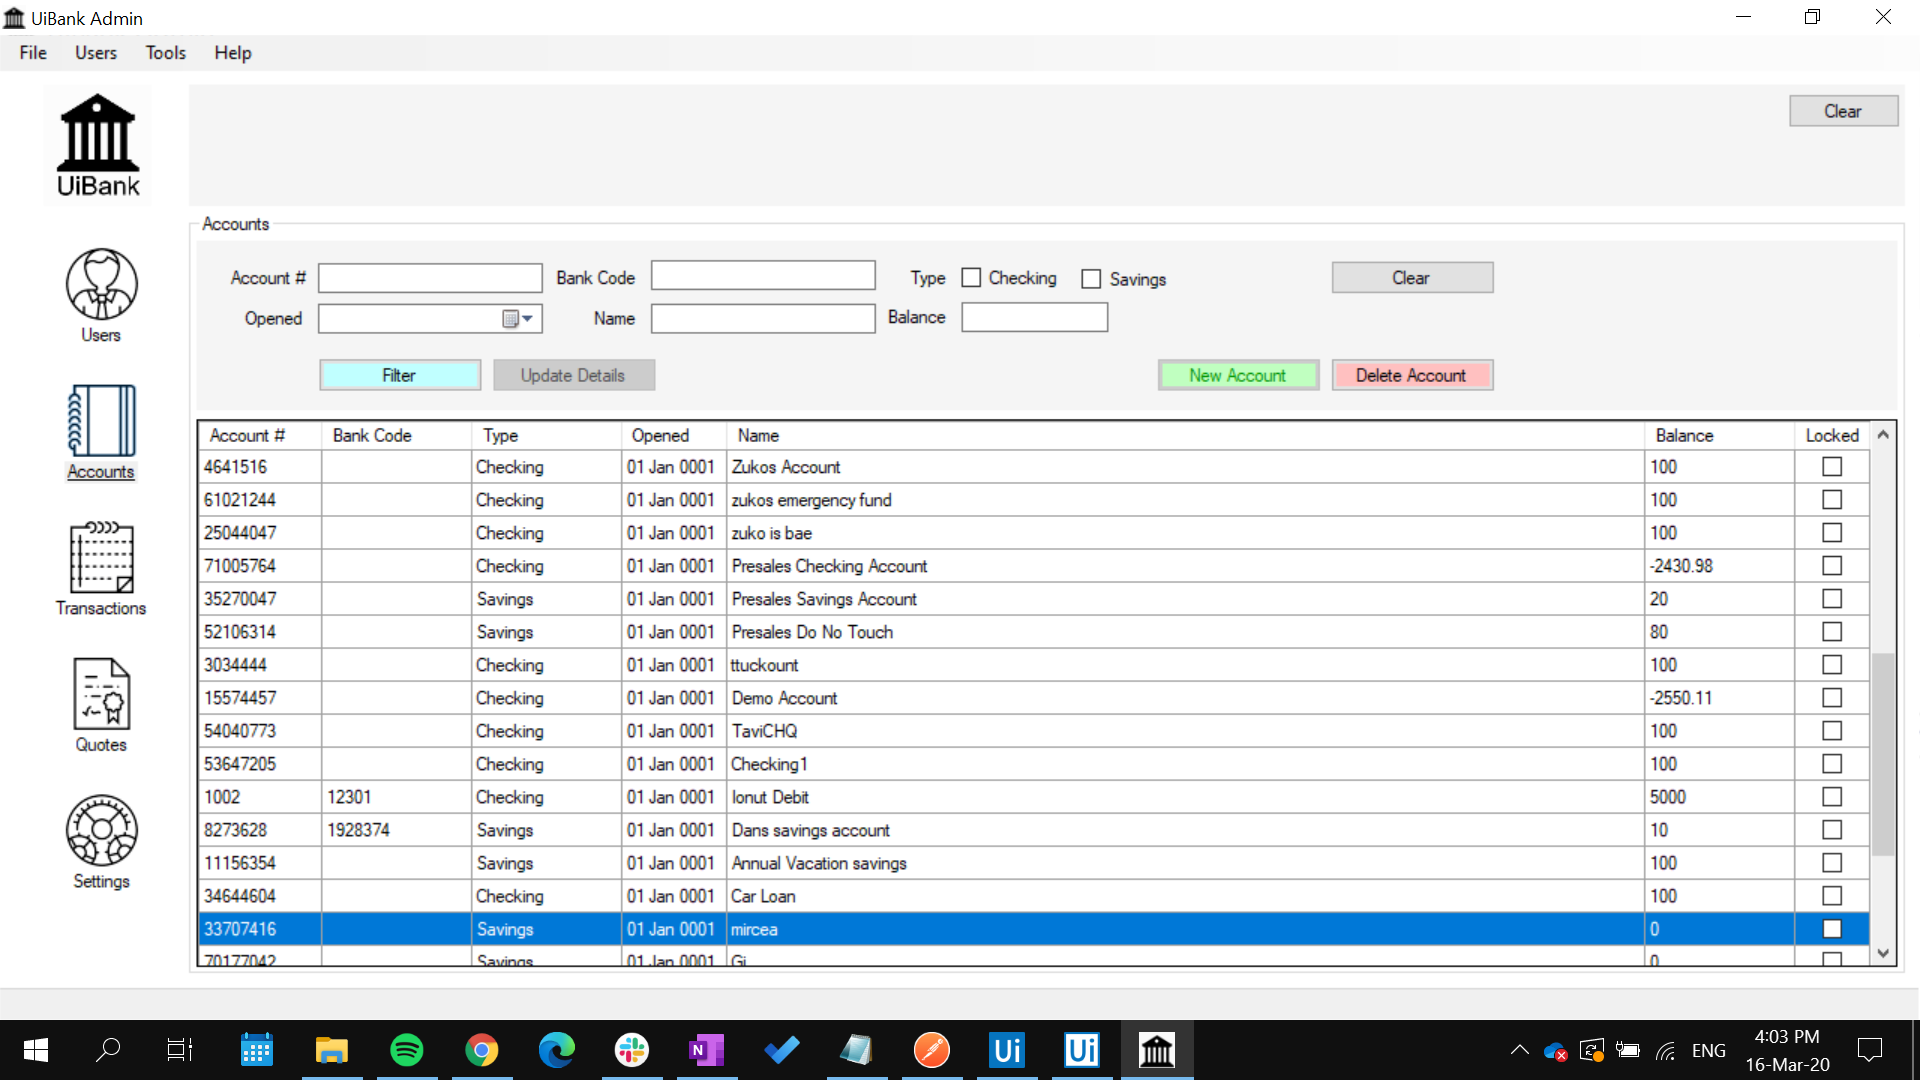 UiBank Admin
File Users Tools Help
UiBank
Clear
Accounts
Account # Bank Code Type Checking Savings Clear
Opened Name Balance
Filter Update Details New Account Delete Account
Users
Accounts
Transactions
Quotes
Settings
Account # Bank Code Type Opened Name Balance Locked
4641516 Checking 01 Jan 0001 Zukos Account 100
61021244 Checking 01 Jan 0001 zukos emergency fund 100
25044047 Checking 01 Jan 0001 zuko is bae 100
71005764 Checking 01 Jan 0001 Presales Checking Account -2430.98
35270047 Savings 01 Jan 0001 Presales Savings Account 20
52106314 Savings 01 Jan 0001 Presales Do No Touch 80
3034444 Checking 01 Jan 0001 ttuckount 100
15574457 Checking 01 Jan 0001 Demo Account -2550.11
54040773 Checking 01 Jan 0001 TaviCHQ 100
53647205 Checking 01 Jan 0001 Checking1 100
1002 12301 Checking 01 Jan 0001 Ionut Debit 5000
8273628 1928374 Savings 01 Jan 0001 Dans savings account 10
11156354 Savings 01 Jan 0001 Annual Vacation savings 100
34644604 Checking 01 Jan 0001 Car Loan 100
33707416 Savings 01 Jan 0001 mircea 0
70177042 Savings 01 Jan 0001 Gi 0
N Ui Ui ENG 4:03 PM
16-Mar-20